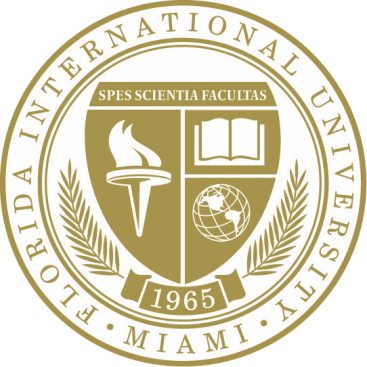 FLORIDA INTERNATIONAL UNIVERSITY
SPES SCIENTIA FACULTAS
1965
• MIAMI •